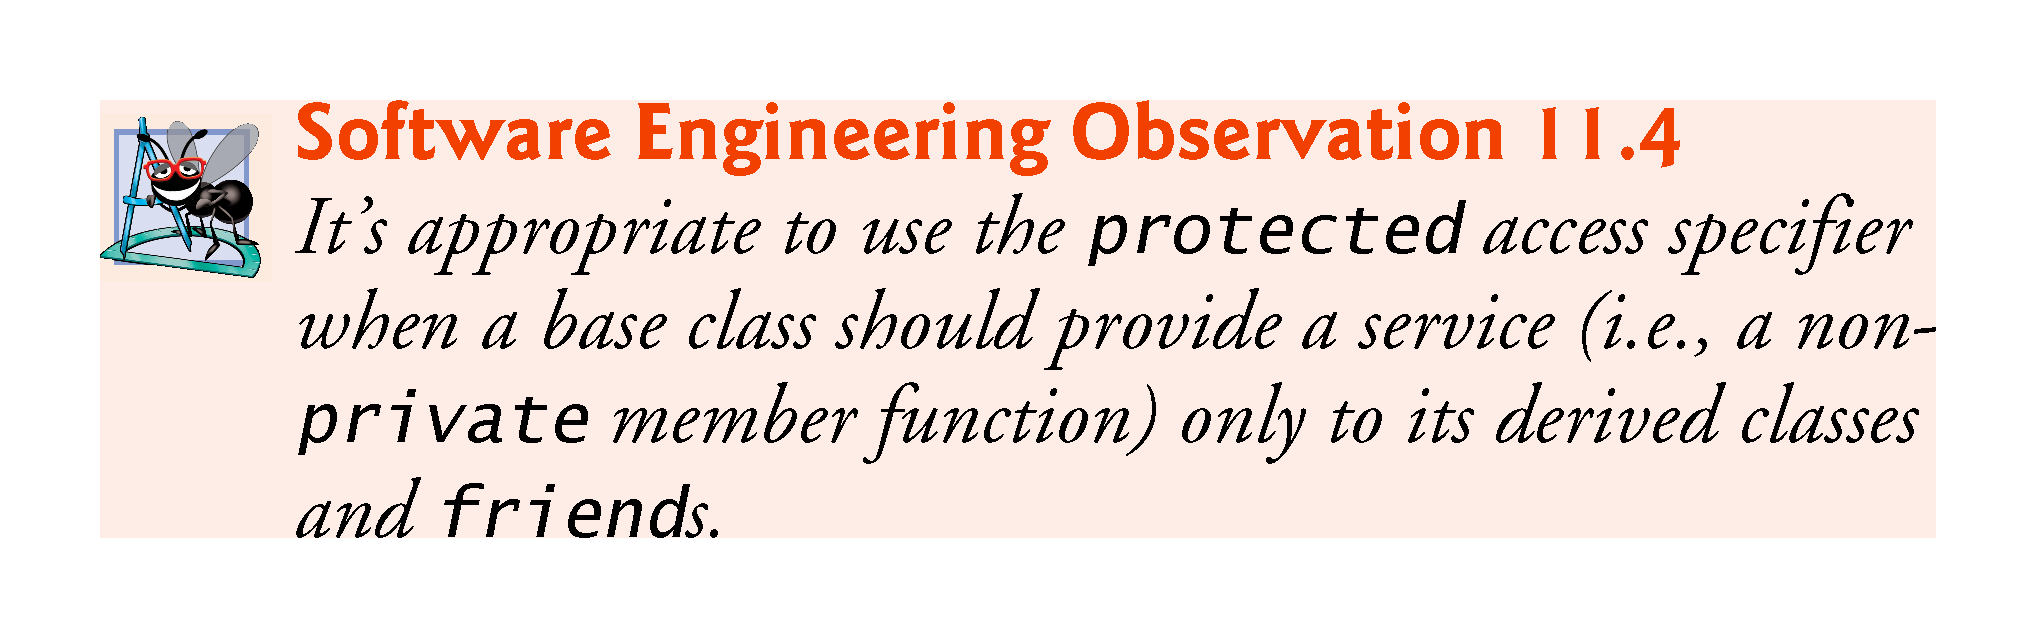 Software Engineering Observation 11.4
It’s appropriate to use the protected access specifier
when a base class should provide a service (i.e., a non-
private member function) only to its derived classes
and friends.